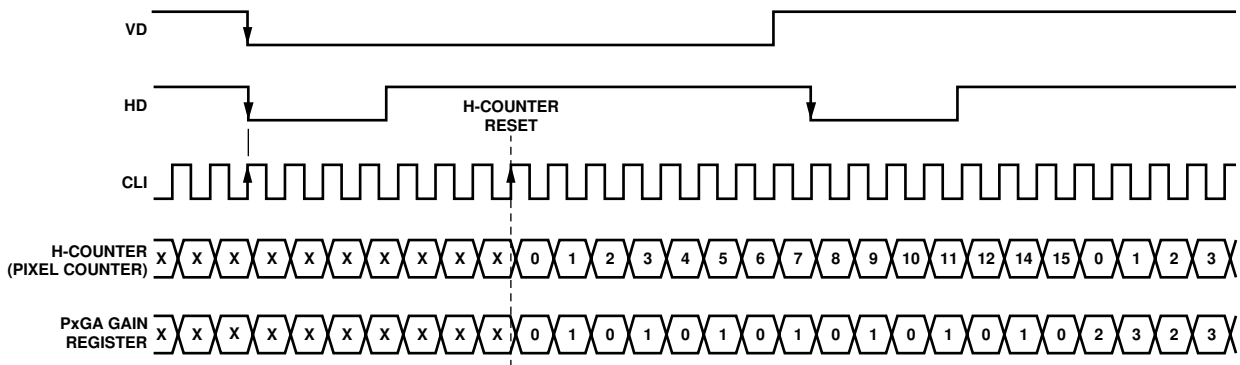 VD
HD
H-COUNTER
RESET
CLI
H-COUNTER
(PIXEL COUNTER)
X X X X X X X X X X 0 1 2 3 4 5 6 7 8 9 10 11 12 14 15 0 1 2 3
PxGA GAIN
REGISTER
X X X X X X X X X X 0 1 0 1 0 1 0 1 0 1 0 1 0 1 0 2 3 2 3